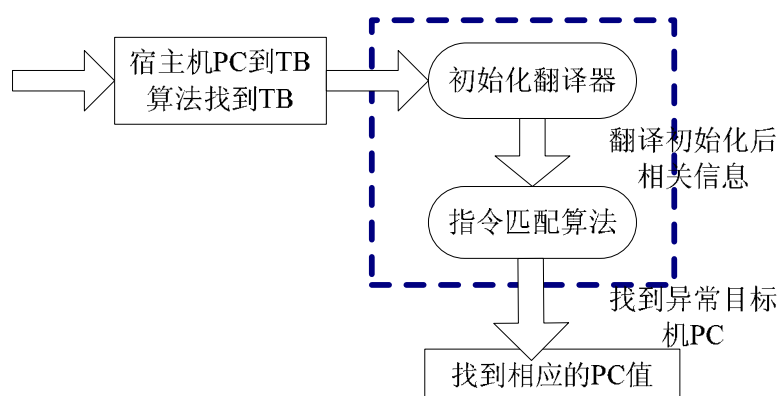 宿主机PC到TB
算法找到TB
初始化翻译器
翻译初始化后
相关信息
指令匹配算法
找到异常目标
机PC
找到相应的PC值